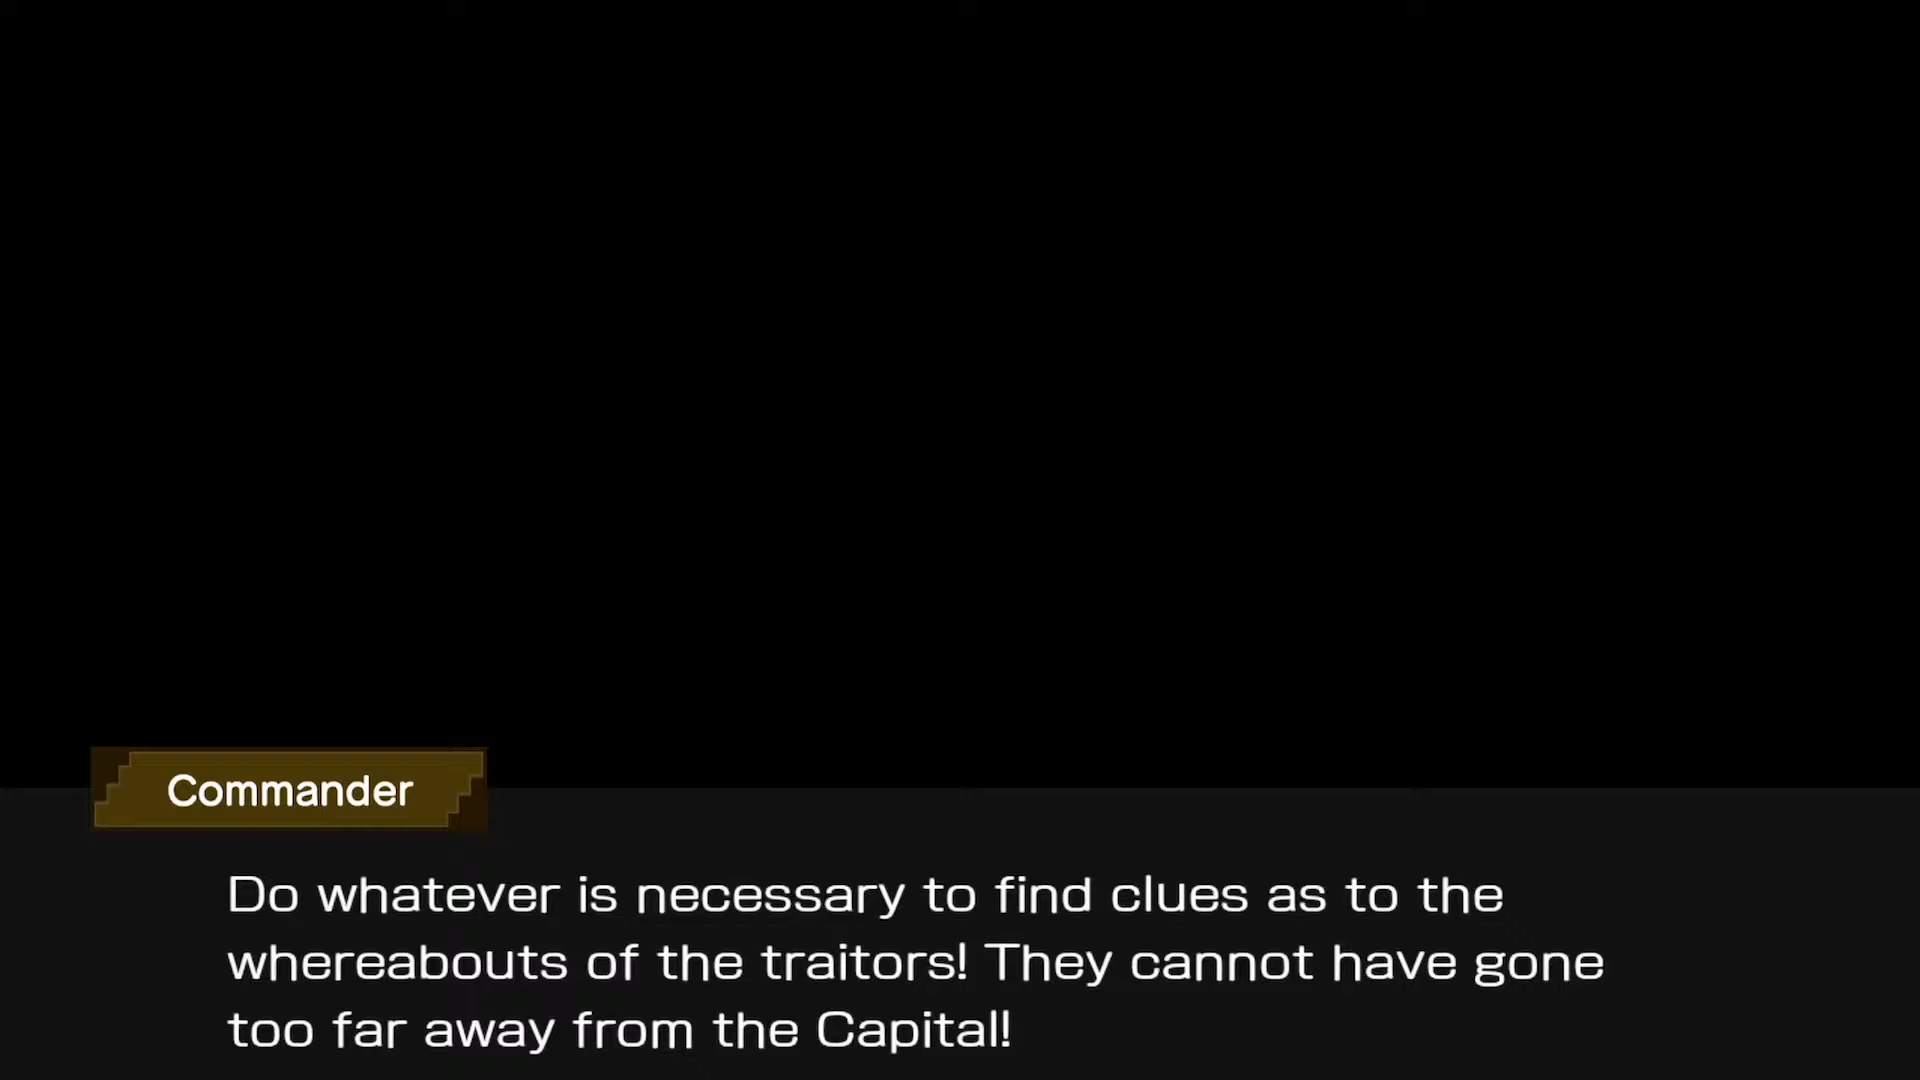 Commander
Do whatever is necessary to find clues as to the
whereabouts of the traitors! They cannot have gone
too far away from the Capital!